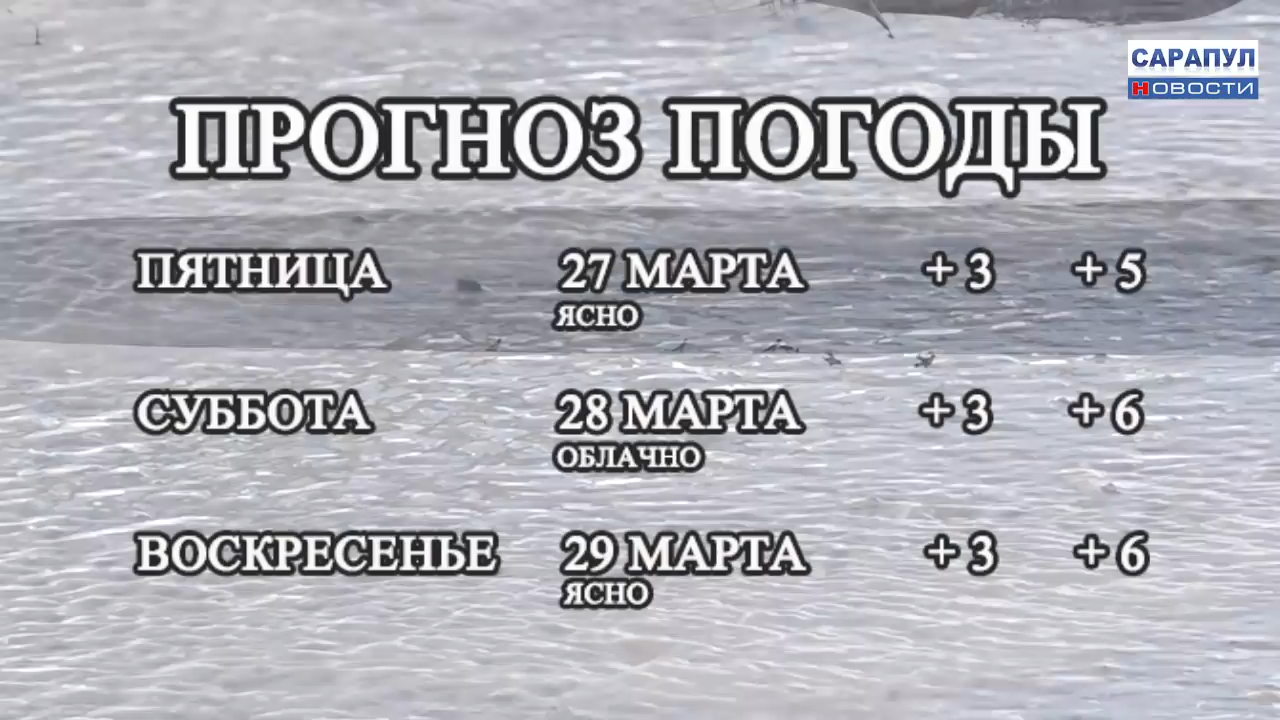 САРАПУЛ
НОВОСТИ
ПРОГНОЗ ПОГОДЫ
ПЯТНИЦА 27 МАРТА +3 +5
ЯСНО
СУББОТА 28 МАРТА +3 +6
ОБЛАЧНО
ВОСКРЕСЕНЬЕ 29 МАРТА +3 +6
ЯСНО